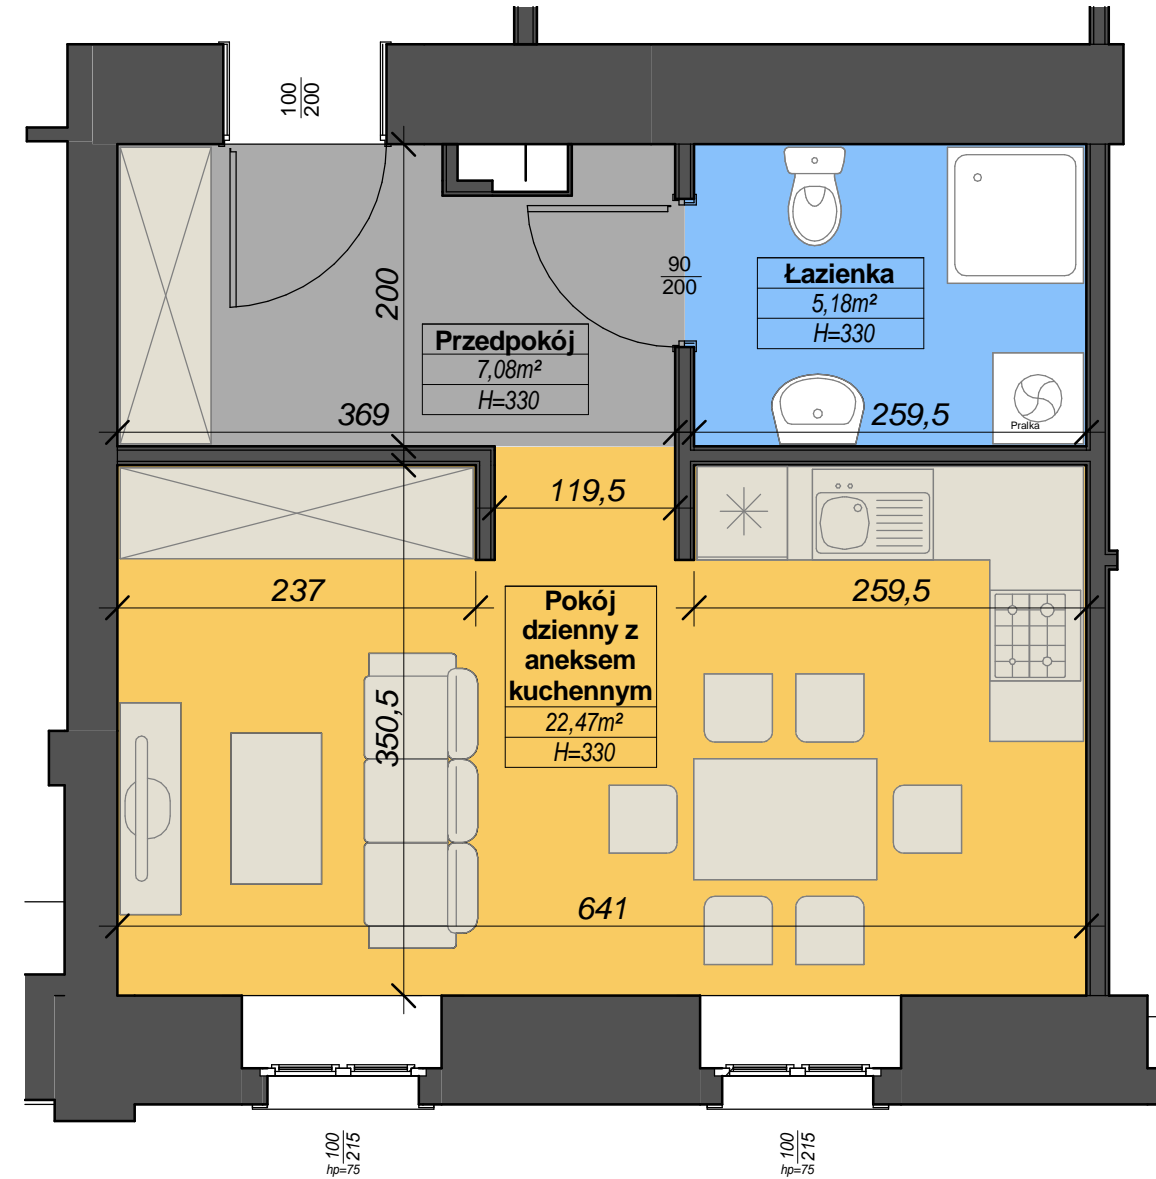 100
200
90
200
Łazienka
5,18m²
H=330
200
Przedpokój
7,08m²
H=330
369
259,5
Pralka
119,5
237
259,5
Pokój
dzienny z
aneksem
kuchennym
22,47m²
H=330
350,5
641
100
215
hp=75
100
215
hp=75